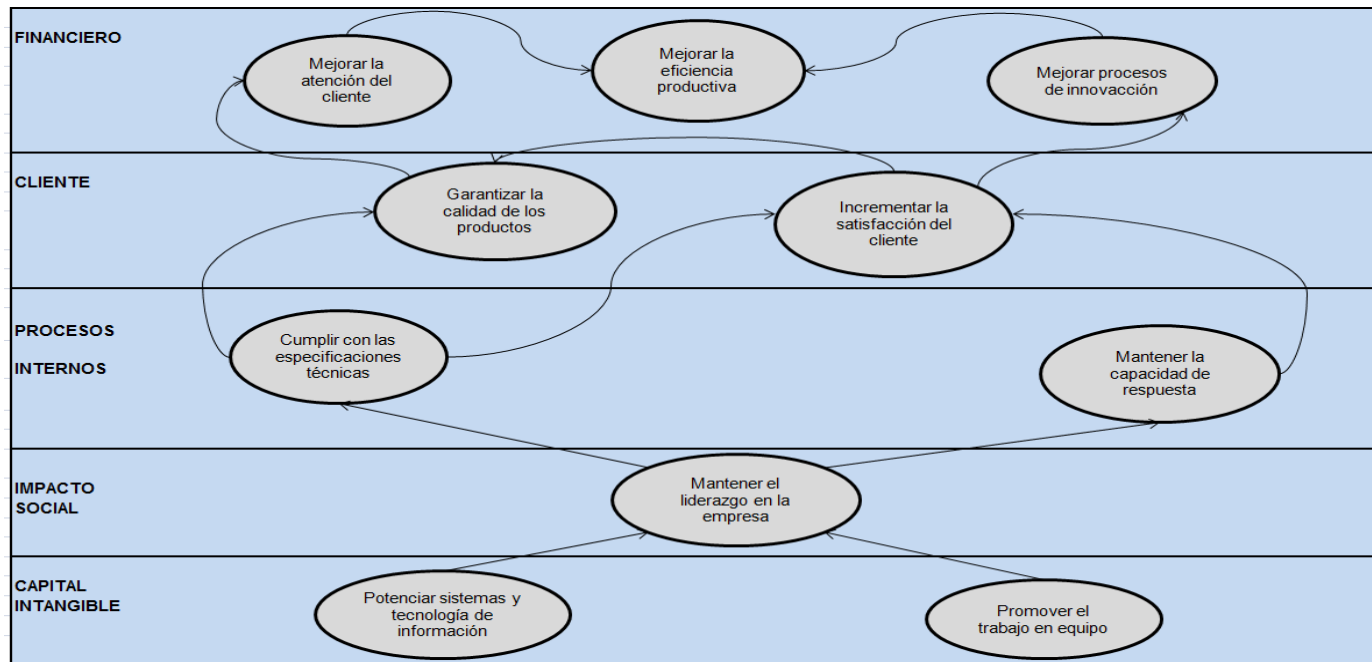 FINANCIERO
Mejorar la
atención del
cliente
Mejorar la
eficiencia
productiva
Mejorar procesos
de innovacción
CLIENTE
Garantizar la
calidad de los
productos
Incrementar la
satisfacción del
cliente
PROCESOS
INTERNOS
Cumplir con las
especificaciones
técnicas
Mantener la
capacidad de
respuesta
IMPACTO
SOCIAL
Mantener el
liderazgo en la
empresa
CAPITAL
INTANGIBLE
Potenciar sistemas y
tecnología de
información
Promover el
trabajo en equipo